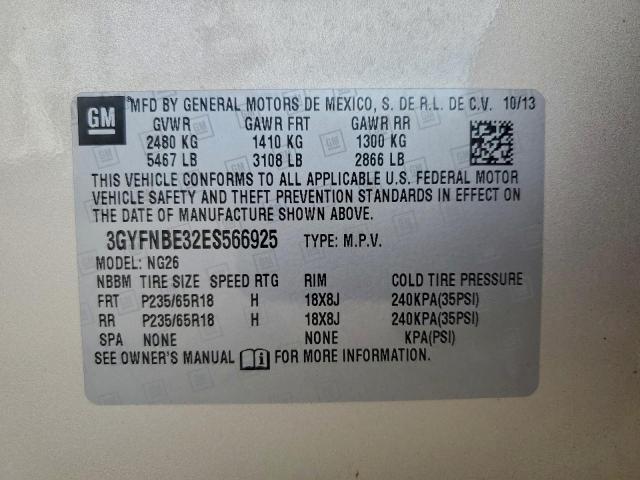 GM MFD BY GENERAL MOTORS DE MEXICO, S. DE R.L. DE C.V. 10/13
GVWR GAWR FRT GAWR RR
2480 KG 1410 KG 1300 KG
5467 LB 3108 LB 2866 LB
THIS VEHICLE CONFORMS TO ALL APPLICABLE U.S. FEDERAL MOTOR
VEHICLE SAFETY AND THEFT PREVENTION STANDARDS IN EFFECT ON
THE DATE OF MANUFACTURE SHOWN ABOVE.
3GYFNBE32ES566925 TYPE: M.P.V.
MODEL: NG26
NBBM TIRE SIZE SPEED RTG RIM COLD TIRE PRESSURE
FRT P235/65R18 H 18X8J 240KPA(35PSI)
RR P235/65R18 H 18X8J 240KPA(35PSI)
SPA NONE NONE KPA(PSI)
SEE OWNER'S MANUAL FOR MORE INFORMATION.